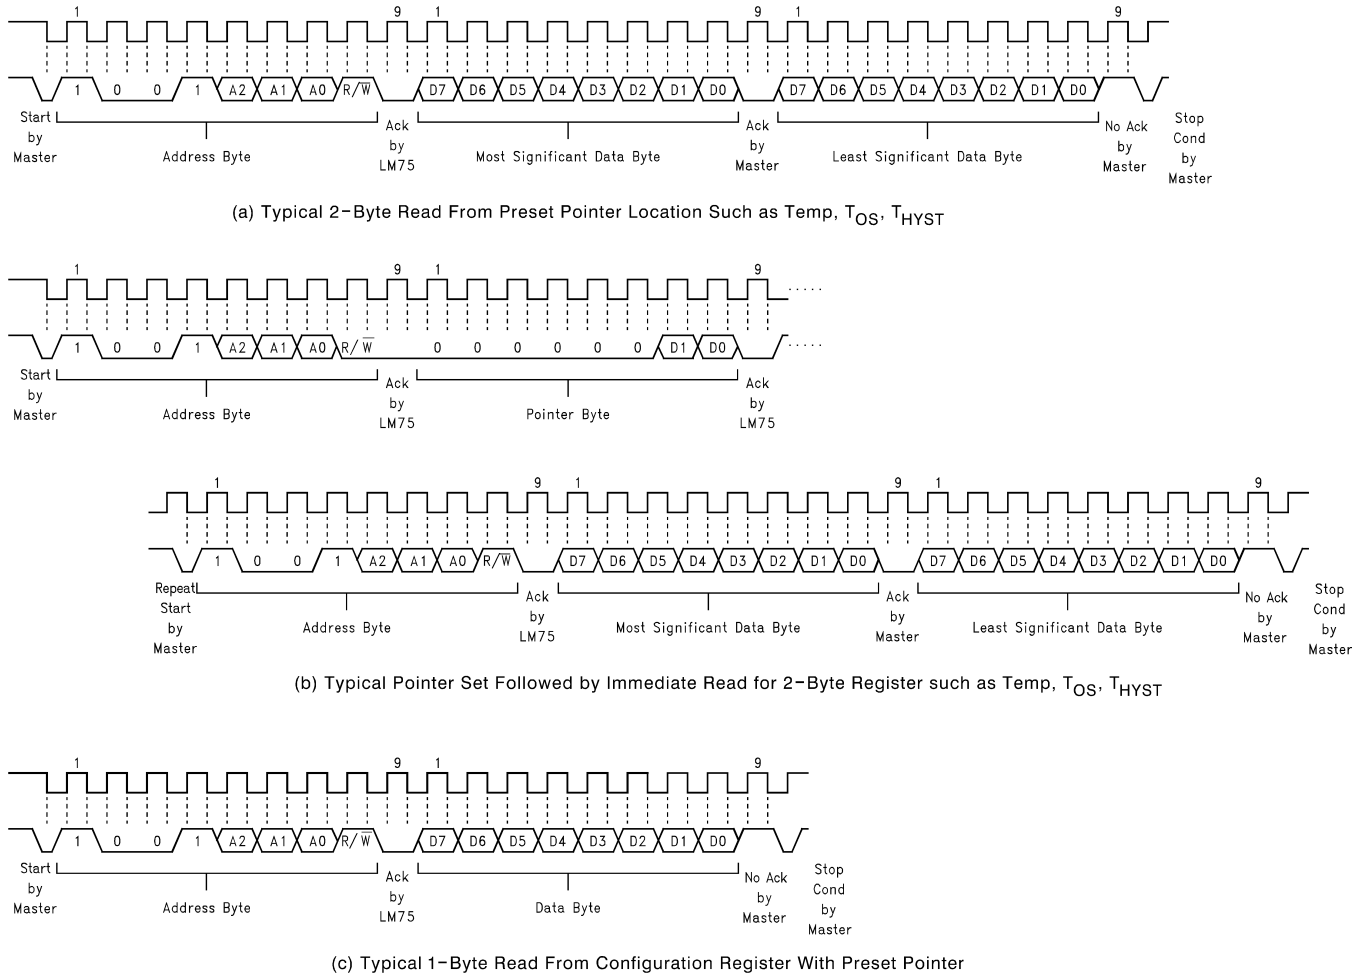 1 9 1 9 1 9
1 0 0 1 A2 A1 A0 R/W̅ D7 D6 D5 D4 D3 D2 D1 D0 D7 D6 D5 D4 D3 D2 D1 D0
Start by Master
Address Byte
Ack by LM75
Most Significant Data Byte
Ack by Master
Least Significant Data Byte
No Ack by Master
Stop Cond by Master
(a) Typical 2−Byte Read From Preset Pointer Location Such as Temp, TOS, THYST
1 9 1 9
1 0 0 1 A2 A1 A0 R/W̅ 0 0 0 0 0 0 D1 D0
Start by Master
Address Byte
Ack by LM75
Pointer Byte
Ack by LM75
1 9 1 9 1 9
1 0 0 1 A2 A1 A0 R/W̅ D7 D6 D5 D4 D3 D2 D1 D0 D7 D6 D5 D4 D3 D2 D1 D0
Repeat Start by Master
Address Byte
Ack by LM75
Most Significant Data Byte
Ack by Master
Least Significant Data Byte
No Ack by Master
Stop Cond by Master
(b) Typical Pointer Set Followed by Immediate Read for 2−Byte Register such as Temp, TOS, THYST
1 9 1 9
1 0 0 1 A2 A1 A0 R/W̅ D7 D6 D5 D4 D3 D2 D1 D0
Start by Master
Address Byte
Ack by LM75
Data Byte
No Ack by Master
Stop Cond by Master
(c) Typical 1−Byte Read From Configuration Register With Preset Pointer